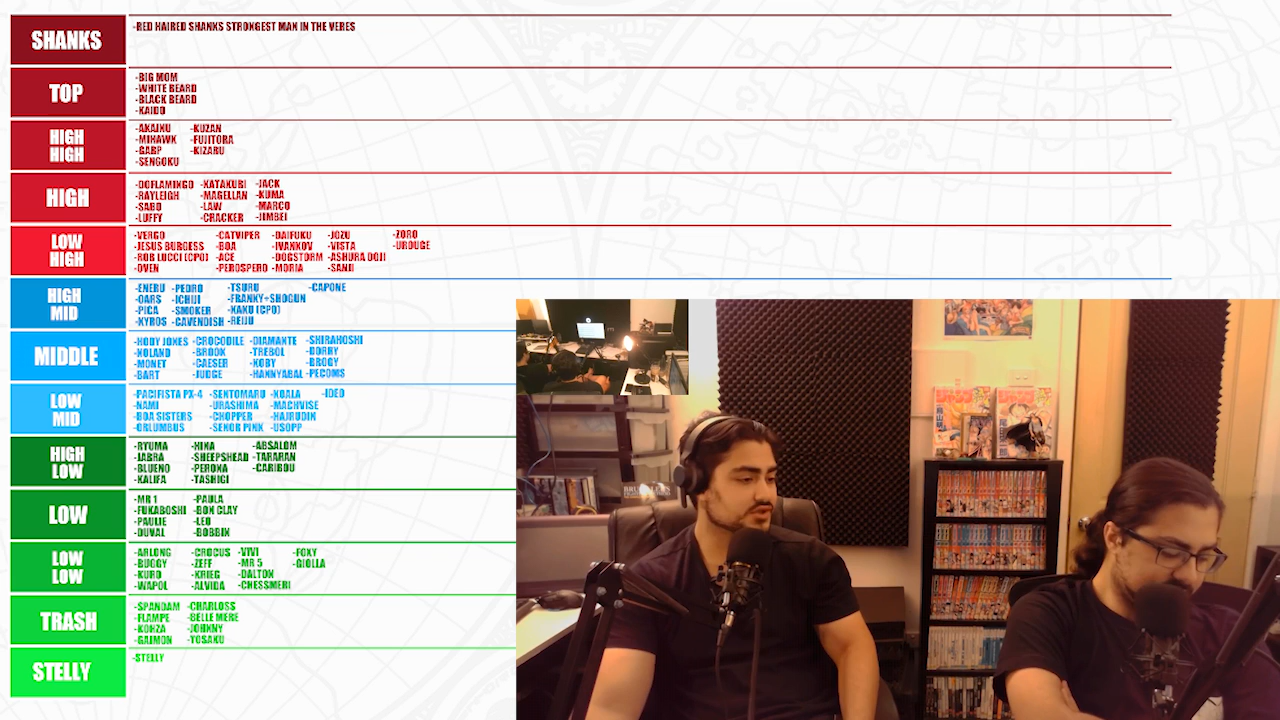 SHANKS
-RED HAIRED SHANKS STRONGEST MAN IN THE VERES
TOP
-BIG MOM
-WHITE BEARD
-BLACK BEARD
-KAIDO
HIGH
HIGH
-AKAINU -KUZAN
-MIHAWK -FUJITORA
-GARP -KIZARU
-SENGOKU
HIGH
-DOFLAMINGO -KATAKURI -JACK
-RAYLEIGH -MAGELLAN -KUMA
-SABO -LAW -MARCO
-LUFFY -CRACKER -JIMBEI
LOW
HIGH
-VERGO -CATVIPER -DAIFUKU -JOZU -ZORO
-JESUS BURGESS -BOA -IVANKOV -VISTA -UROUGE
-ROB LUCCI (CPO) -ACE -DOGSTORM -ASHURA DOJI
-OVEN -PEROSPERO -MORIA -SANJI
HIGH
MID
-ENERU -PEDRO -TSURU -CAPONE
-OARS -ICHIJI -FRANKY+SHOGUN
-PICA -SMOKER -KAKU (CPO)
-KYROS -CAVENDISH -REIJU
MIDDLE
-HODY JONES -CROCODILE -DIAMANTE -SHIRAHOSHI
-NOLAND -BROOK -TREBOL -DORRY
-MONET -CAESER -KOBY -BROGY
-BART -JUDGE -HANNYABAL -PECOMS
LOW
MID
-PACIFISTA PX-4 -SENTOMARU -KOALA -IDEO
-NAMI -URASHIMA -MACHVISE
-BOA SISTERS -CHOPPER -HAJRUDIN
-ORLUMBUS -SENOR PINK -USOPP
HIGH
LOW
-RYUMA -HINA -ABSALOM
-JABRA -SHEEPSHEAD -TARARAN
-BLUENO -PERONA -CARIBOU
-KALIFA -TASHIGI
LOW
-MR 1 -PAULA
-FUKABOSHI -BON CLAY
-PAULIE -LEO
-DUVAL -BOBBIN
LOW
LOW
-ARLONG -CROCUS -VIVI -FOXY
-BUGGY -ZEFF -MR 5 -GIOLLA
-KURO -KRIEG -DALTON
-WAPOL -ALVIDA -CHESSMERI
TRASH
-SPANDAM -CHARLOSS
-FLAMPE -BELLE MERE
-KOHZA -JOHNNY
-GAIMON -YOSAKU
STELLY
-STELLY